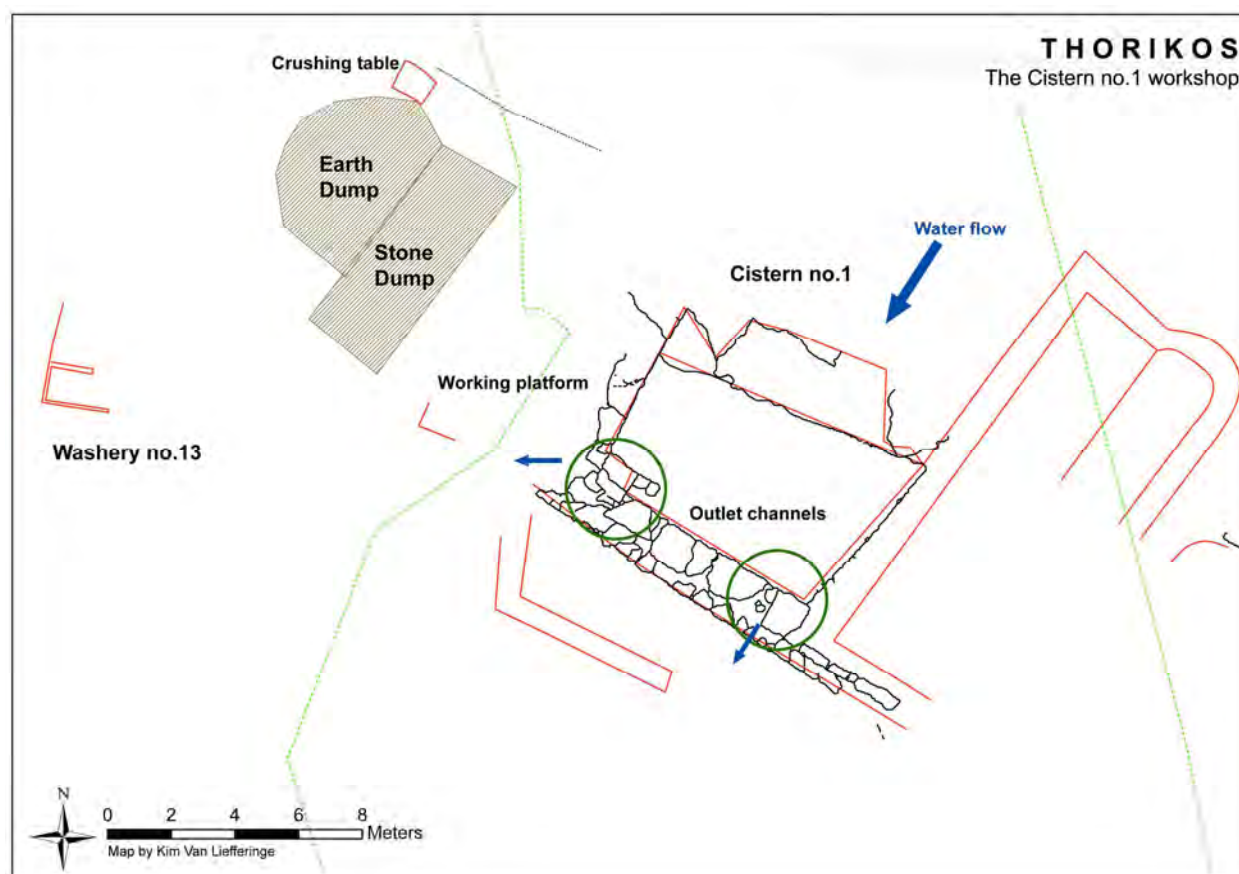 THORIKOS
The Cistern no.1 workshop
Crushing table
Earth
Dump
Stone
Dump
Water flow
Cistern no.1
Working platform
Washery no.13
Outlet channels
N
0 2 4 6 8
Meters
Map by Kim Van Liefferinge